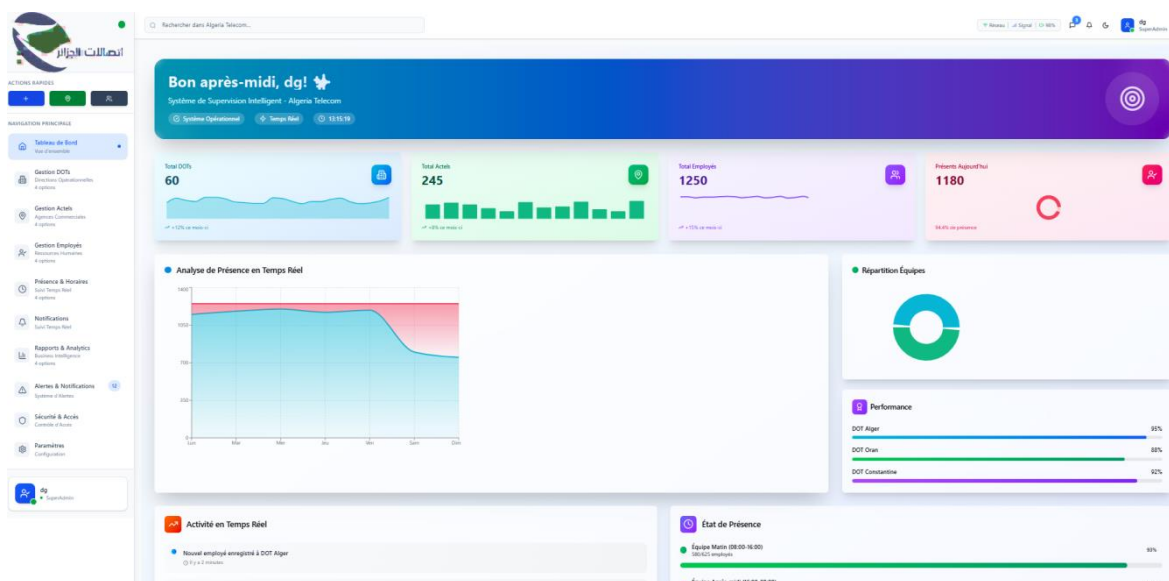 اتصالات الجزائر
Rechercher dans Algeria Telecom...
Réseau
Signal
98%
3
dg
SuperAdmin
ACTIONS RAPIDES
+
NAVIGATION PRINCIPALE
Tableau de Bord
Vue d'ensemble
Gestion DOTs
Directions Opérationnelles
4 options
Gestion Actels
Agences Commerciales
4 options
Gestion Employés
Ressources Humaines
4 options
Présence & Horaires
Suivi Temps Réel
4 options
Notifications
Suivi Temps Réel
Rapports & Analytics
Business Intelligence
4 options
Alertes & Notifications
12
Système d'Alertes
Sécurité & Accès
Contrôle d'Accès
Paramètres
Configuration
dg
SuperAdmin
Bon après-midi, dg!
Système de Supervision Intelligent - Algeria Telecom
Système Opérationnel
Temps Réel
13:15:19
Total DOTs
60
+12% ce mois-ci
Total Actels
245
+8% ce mois-ci
Total Employés
1250
+15% ce mois-ci
Présents Aujourd'hui
1180
94.4% de présence
Analyse de Présence en Temps Réel
1400
1050
700
350
0
Lun Mar Mer Jeu Ven Sam Dim
Répartition Équipes
Performance
DOT Alger 95%
DOT Oran 88%
DOT Constantine 92%
Activité en Temps Réel
Nouvel employé enregistré à DOT Alger
Il y a 2 minutes
État de Présence
Équipe Matin (08:00-16:00)
580/625 employés
93%